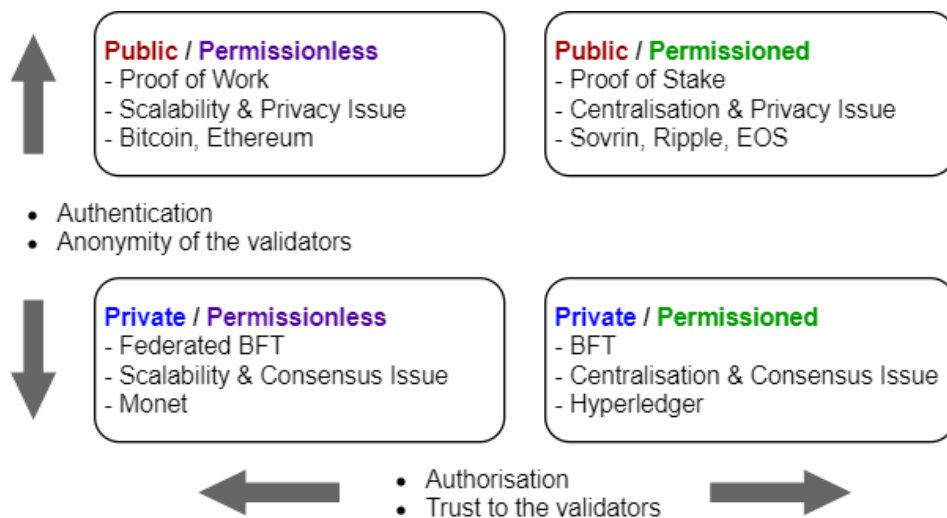 Public / Permissionless
- Proof of Work
- Scalability & Privacy Issue
- Bitcoin, Ethereum
Public / Permissioned
- Proof of Stake
- Centralisation & Privacy Issue
- Sovrin, Ripple, EOS
• Authentication
• Anonymity of the validators
Private / Permissionless
- Federated BFT
- Scalability & Consensus Issue
- Monet
Private / Permissioned
- BFT
- Centralisation & Consensus Issue
- Hyperledger
• Authorisation
• Trust to the validators